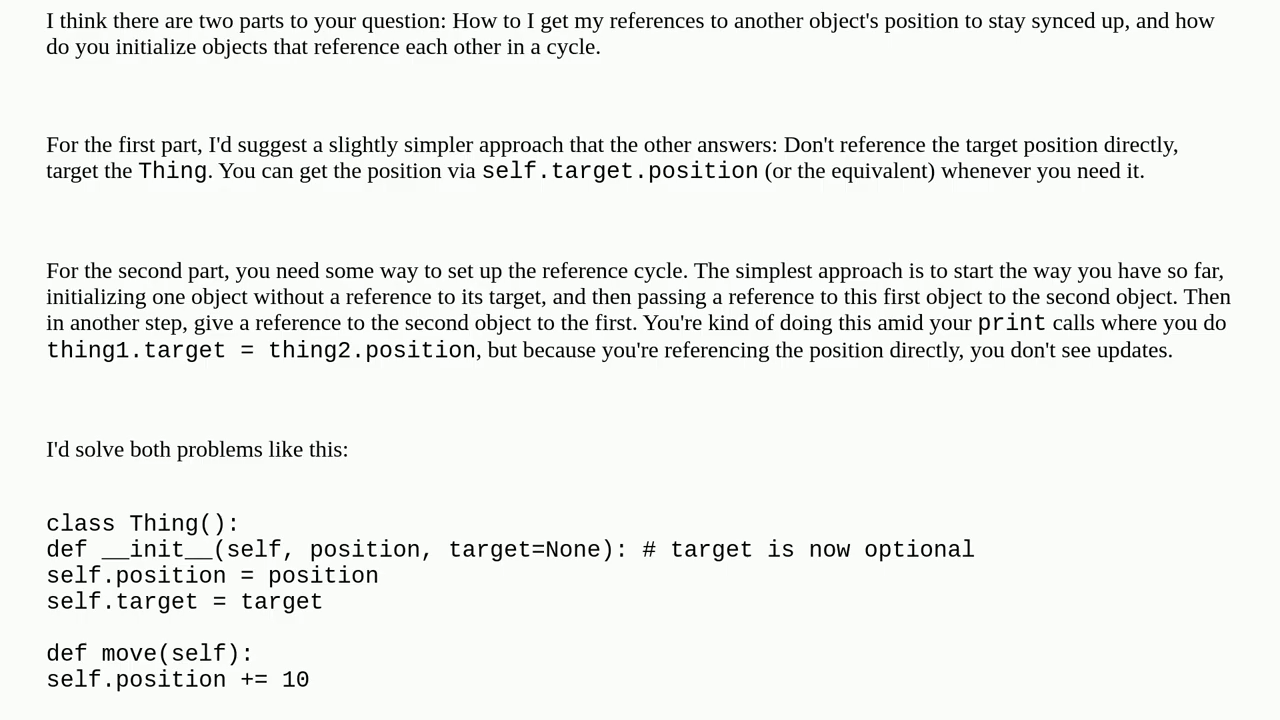 I think there are two parts to your question: How to I get my references to another object's position to stay synced up, and how
do you initialize objects that reference each other in a cycle.
For the first part, I'd suggest a slightly simpler approach that the other answers: Don't reference the target position directly,
target the Thing. You can get the position via self.target.position (or the equivalent) whenever you need it.
For the second part, you need some way to set up the reference cycle. The simplest approach is to start the way you have so far,
initializing one object without a reference to its target, and then passing a reference to this first object to the second object. Then
in another step, give a reference to the second object to the first. You're kind of doing this amid your print calls where you do
thing1.target = thing2.position, but because you're referencing the position directly, you don't see updates.
I'd solve both problems like this:
class Thing():
def __init__(self, position, target=None): # target is now optional
self.position = position
self.target = target
def move(self):
self.position += 10